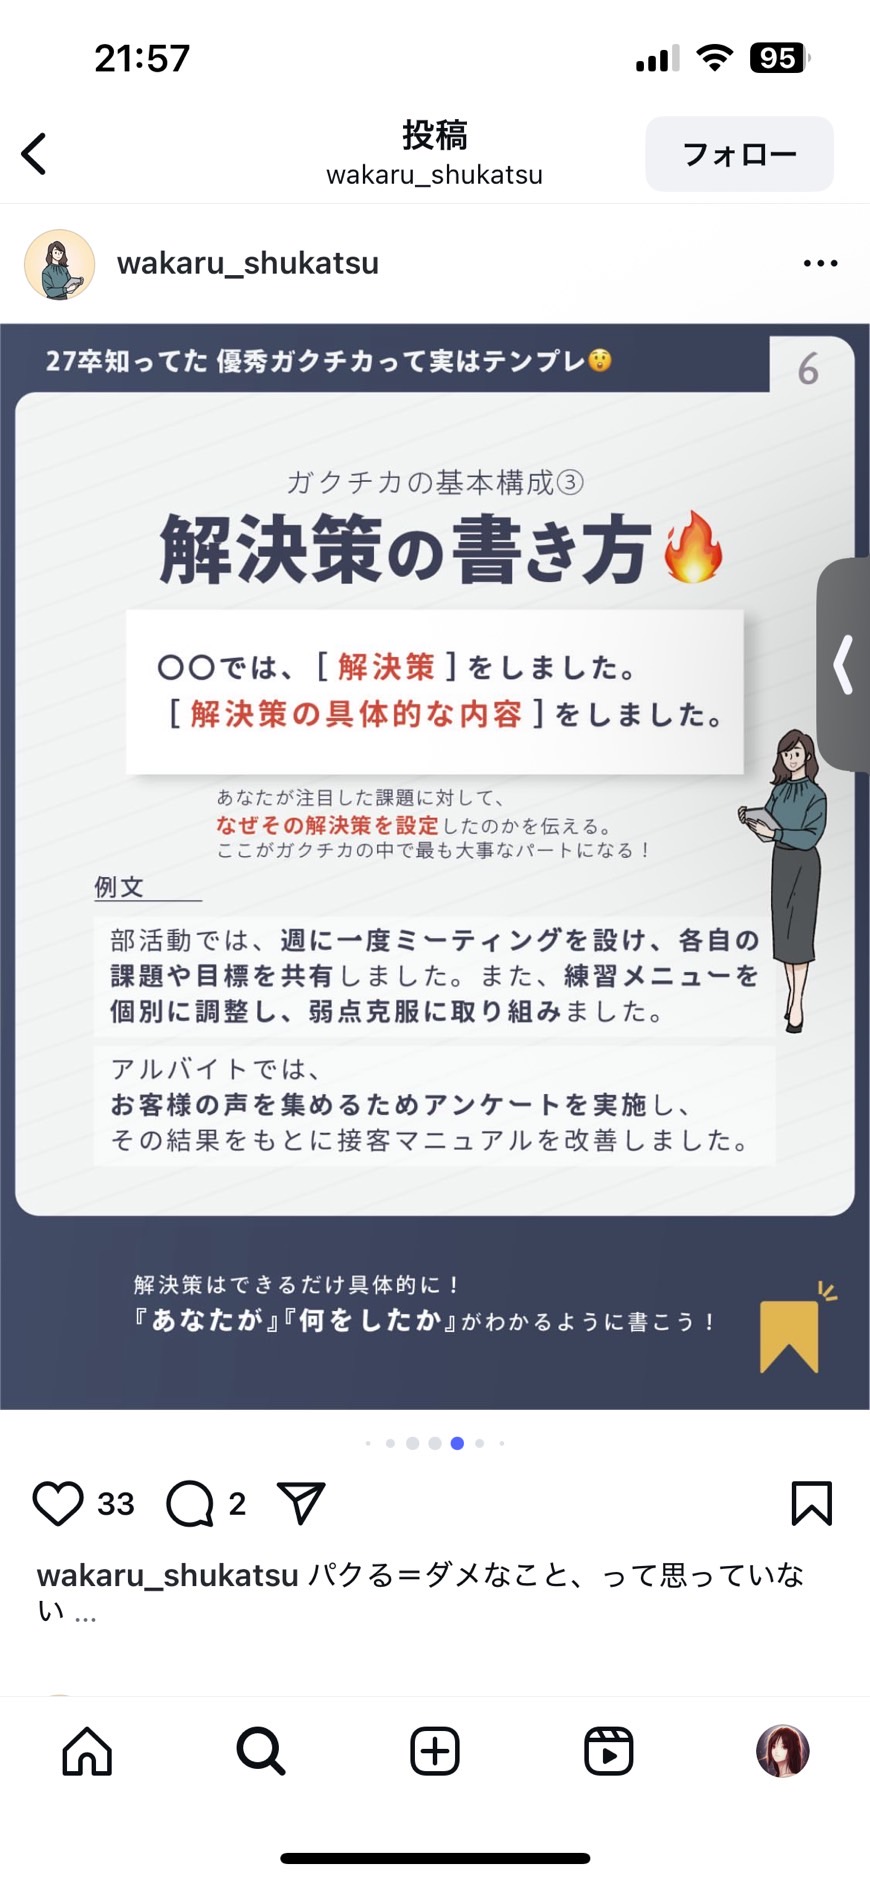 21:57
95
投稿
wakaru_shukatsu
フォロー
wakaru_shukatsu
27卒知ってた 優秀ガクチカって実はテンプレ😲
6
ガクチカの基本構成③
解決策の書き方🔥
〇〇では、[ 解決策 ] をしました。
[ 解決策の具体的な内容 ] をしました。
あなたが注目した課題に対して、
なぜその解決策を設定したのかを伝える。
ここがガクチカの中で最も大事なパートになる！
例文
部活動では、週に一度ミーティングを設け、各自の
課題や目標を共有しました。また、練習メニューを
個別に調整し、弱点克服に取り組みました。
アルバイトでは、
お客様の声を集めるためアンケートを実施し、
その結果をもとに接客マニュアルを改善しました。
解決策はできるだけ具体的に！
『あなたが』『何をしたか』がわかるように書こう！
33
2
wakaru_shukatsu パクる＝ダメなこと、って思っていな
い ...